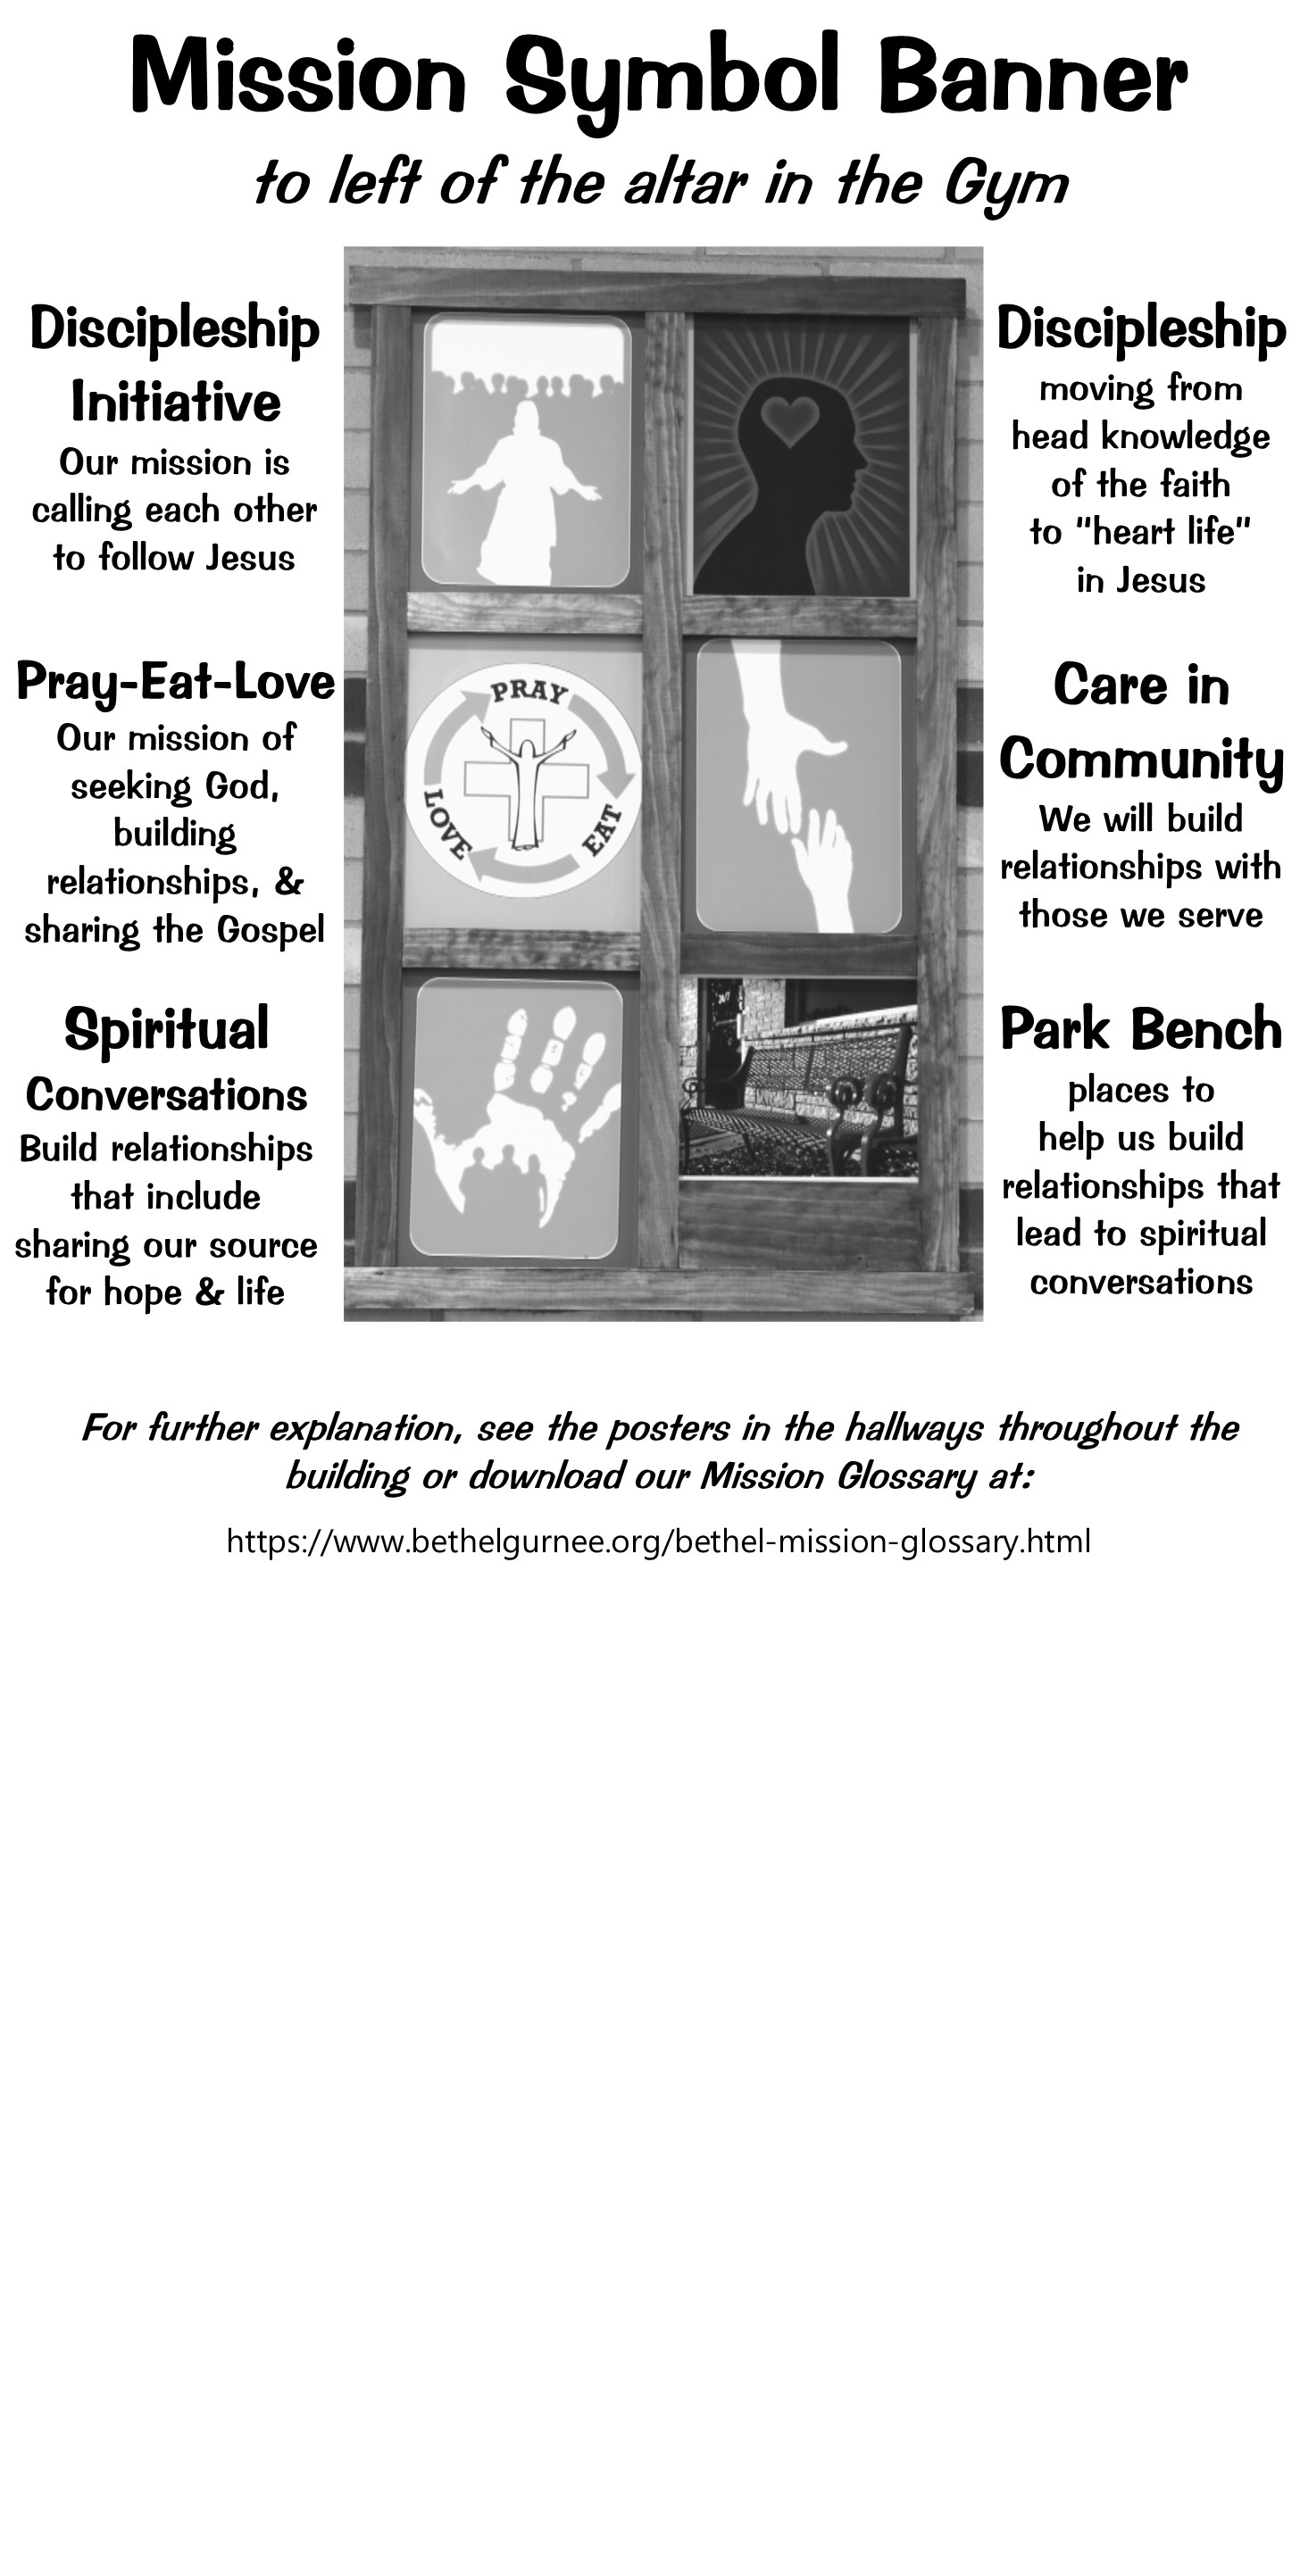 Mission Symbol Banner
to left of the altar in the Gym
Discipleship
Initiative
Our mission is
calling each other
to follow Jesus
Pray-Eat-Love
Our mission of
seeking God,
building
relationships, &
sharing the Gospel
Spiritual
Conversations
Build relationships
that include
sharing our source
for hope & life
PRAY
EAT
LOVE
Discipleship
moving from
head knowledge
of the faith
to "heart life"
in Jesus
Care in
Community
We will build
relationships with
those we serve
Park Bench
places to
help us build
relationships that
lead to spiritual
conversations
For further explanation, see the posters in the hallways throughout the
building or download our Mission Glossary at:
https://www.bethelgurnee.org/bethel-mission-glossary.html